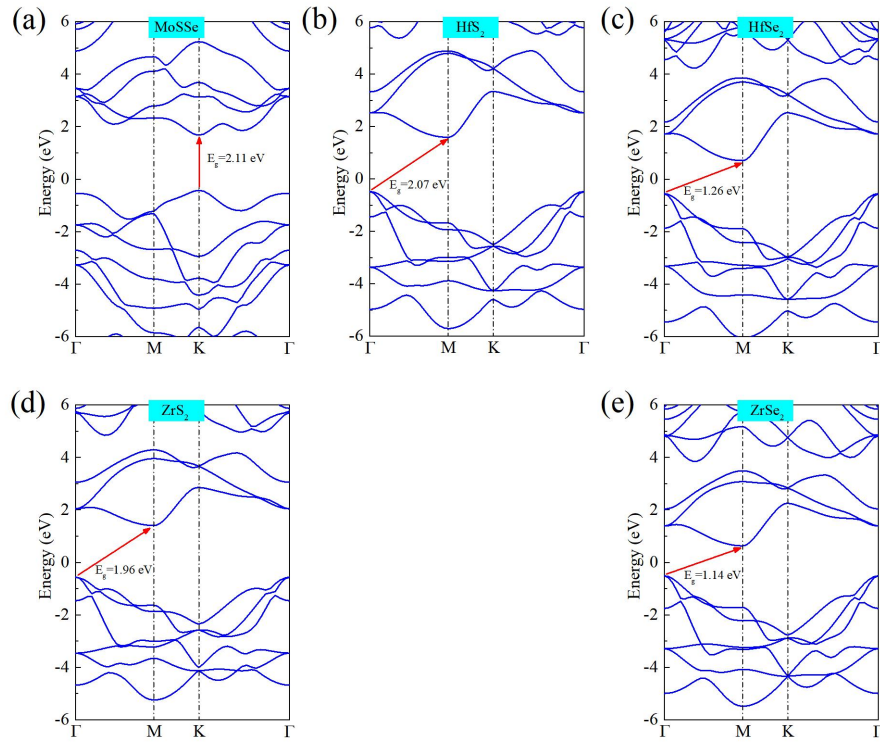 (a)
MoSSe
6
4
2
0
-2
-4
-6
Energy (eV)
E_g=2.11 eV
Γ M K Γ
(b)
HfS₂
6
4
2
0
-2
-4
-6
Energy (eV)
E_g=2.07 eV
Γ M K Γ
(c)
HfSe₂
6
4
2
0
-2
-4
-6
Energy (eV)
E_g=1.26 eV
Γ M K Γ
(d)
ZrS₂
6
4
2
0
-2
-4
-6
Energy (eV)
E_g=1.96 eV
Γ M K Γ
(e)
ZrSe₂
6
4
2
0
-2
-4
-6
Energy (eV)
E_g=1.14 eV
Γ M K Γ